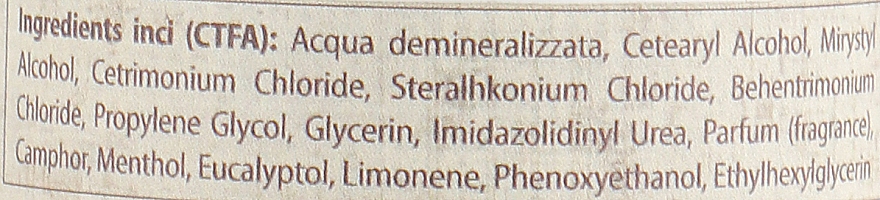 Ingredients inci (CTFA): Acqua demineralizzata, Cetearyl Alcohol, Mirystyl
Alcohol, Cetrimonium Chloride, Steralhkonium Chloride, Behentrimonium
Chloride, Propylene Glycol, Glycerin, Imidazolidinyl Urea, Parfum (fragrance),
Camphor, Menthol, Eucalyptol, Limonene, Phenoxyethanol, Ethylhexylglycerin